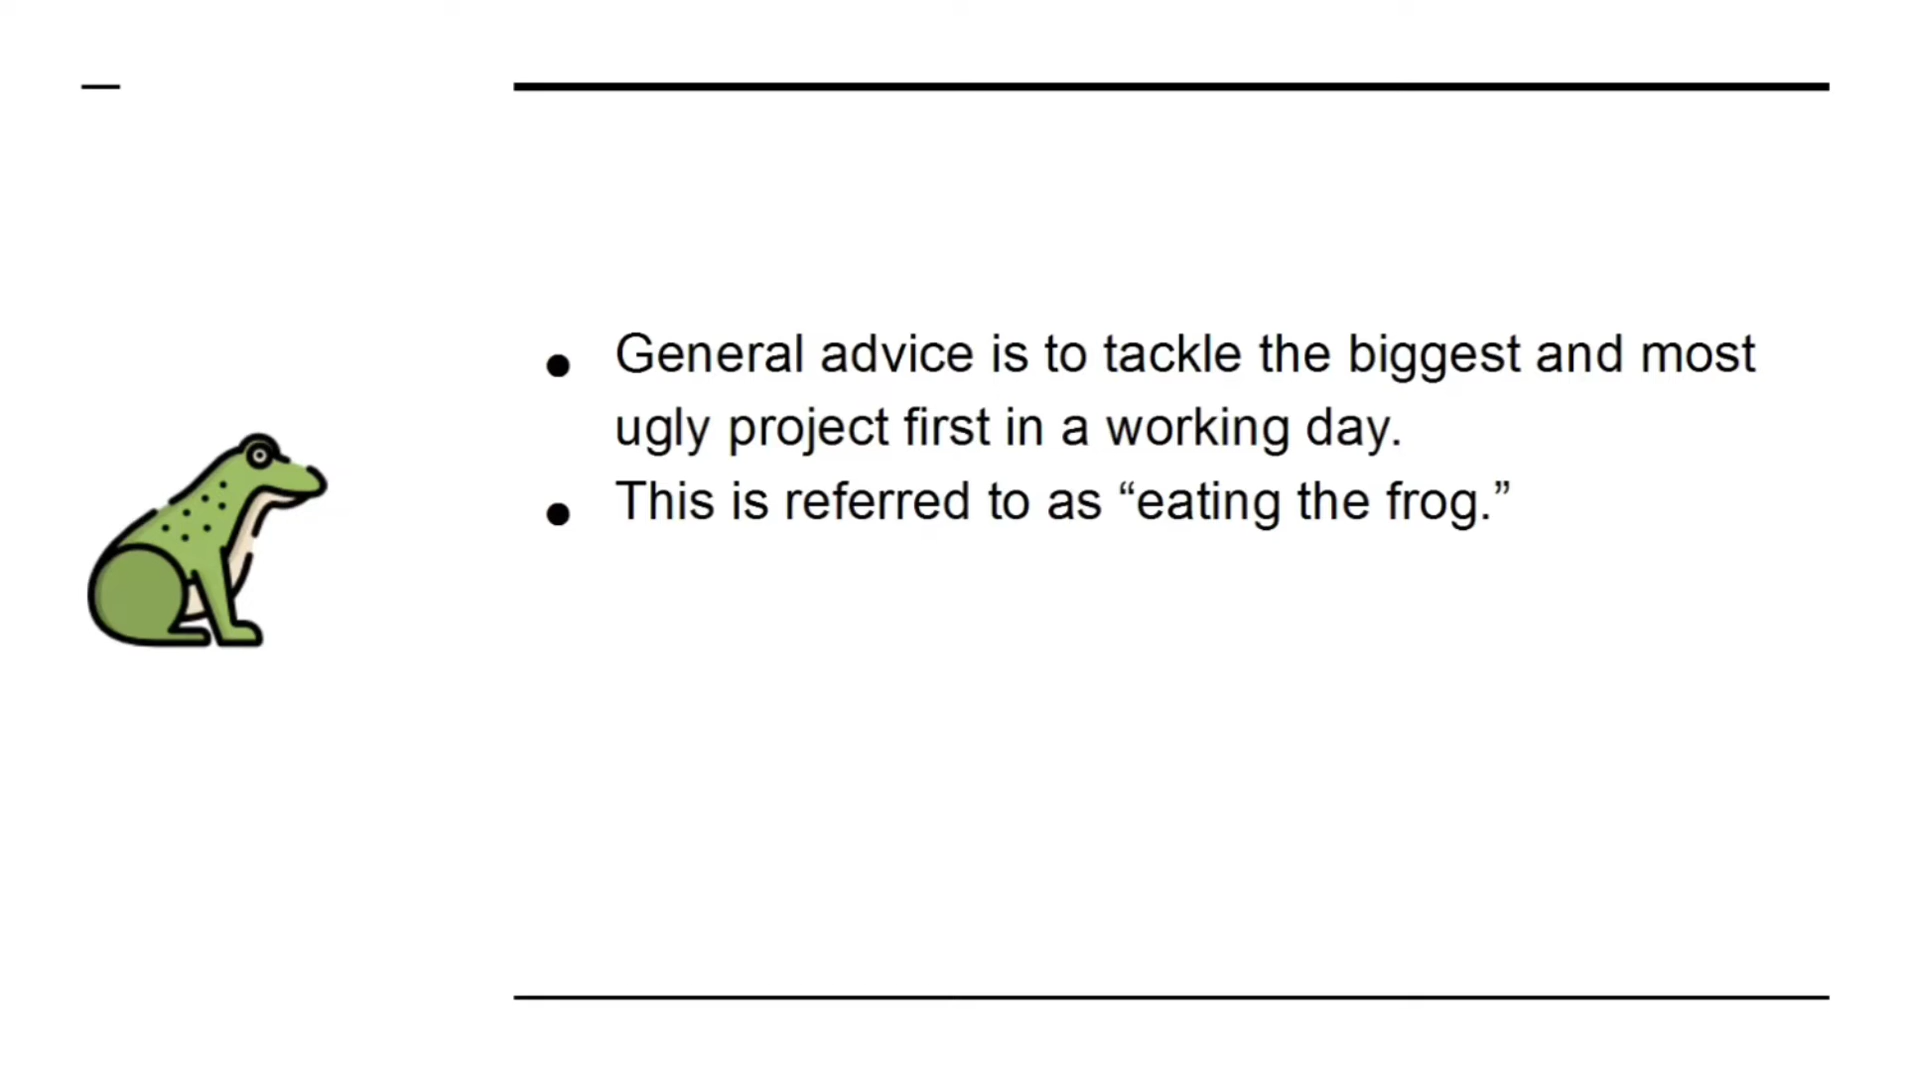 ● General advice is to tackle the biggest and most
ugly project first in a working day.
● This is referred to as “eating the frog.”